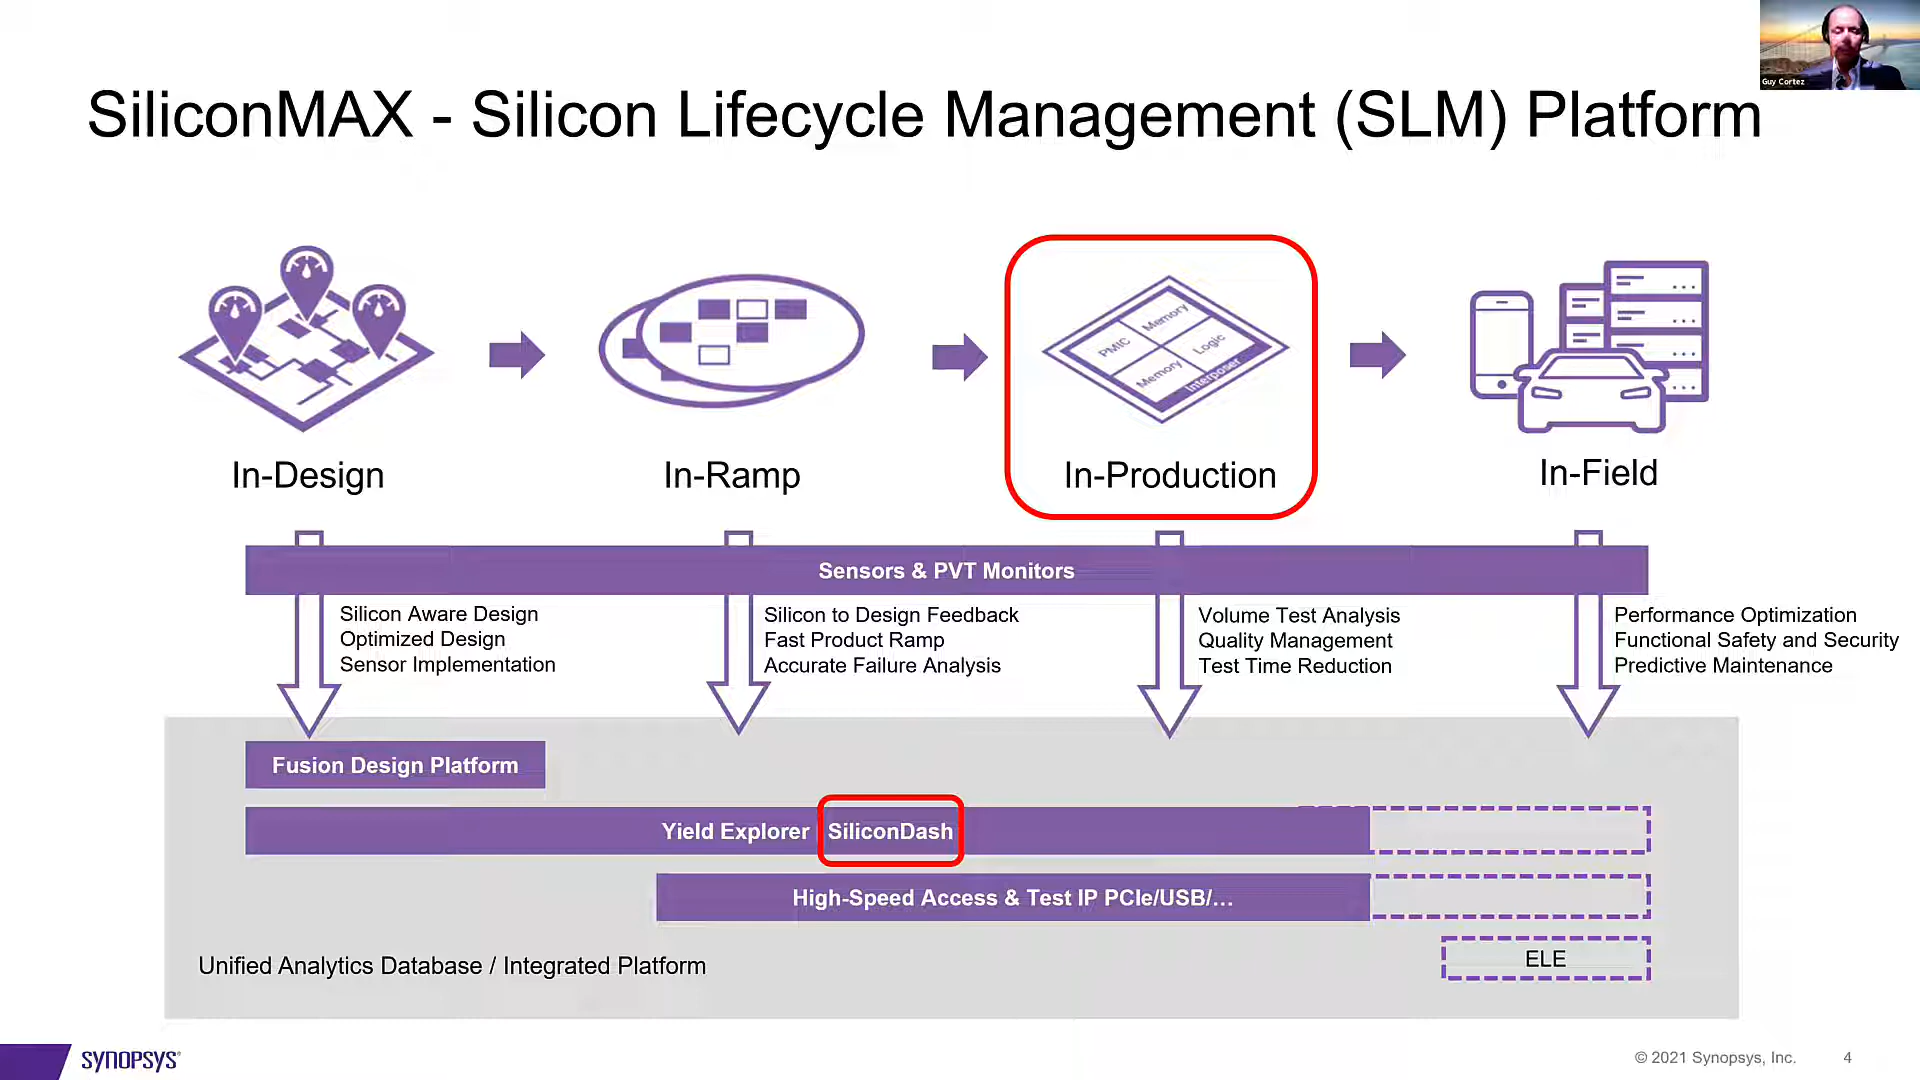 Guy Cortez
SiliconMAX - Silicon Lifecycle Management (SLM) Platform
PMIC
Memory
Memory
Logic
Interposer
In-Design
In-Ramp
In-Production
In-Field
Sensors & PVT Monitors
Silicon Aware Design
Optimized Design
Sensor Implementation
Silicon to Design Feedback
Fast Product Ramp
Accurate Failure Analysis
Volume Test Analysis
Quality Management
Test Time Reduction
Performance Optimization
Functional Safety and Security
Predictive Maintenance
Fusion Design Platform
Yield Explorer SiliconDash
High-Speed Access & Test IP PCIe/USB/...
ELE
Unified Analytics Database / Integrated Platform
SYNOPSYS®
© 2021 Synopsys, Inc. 4